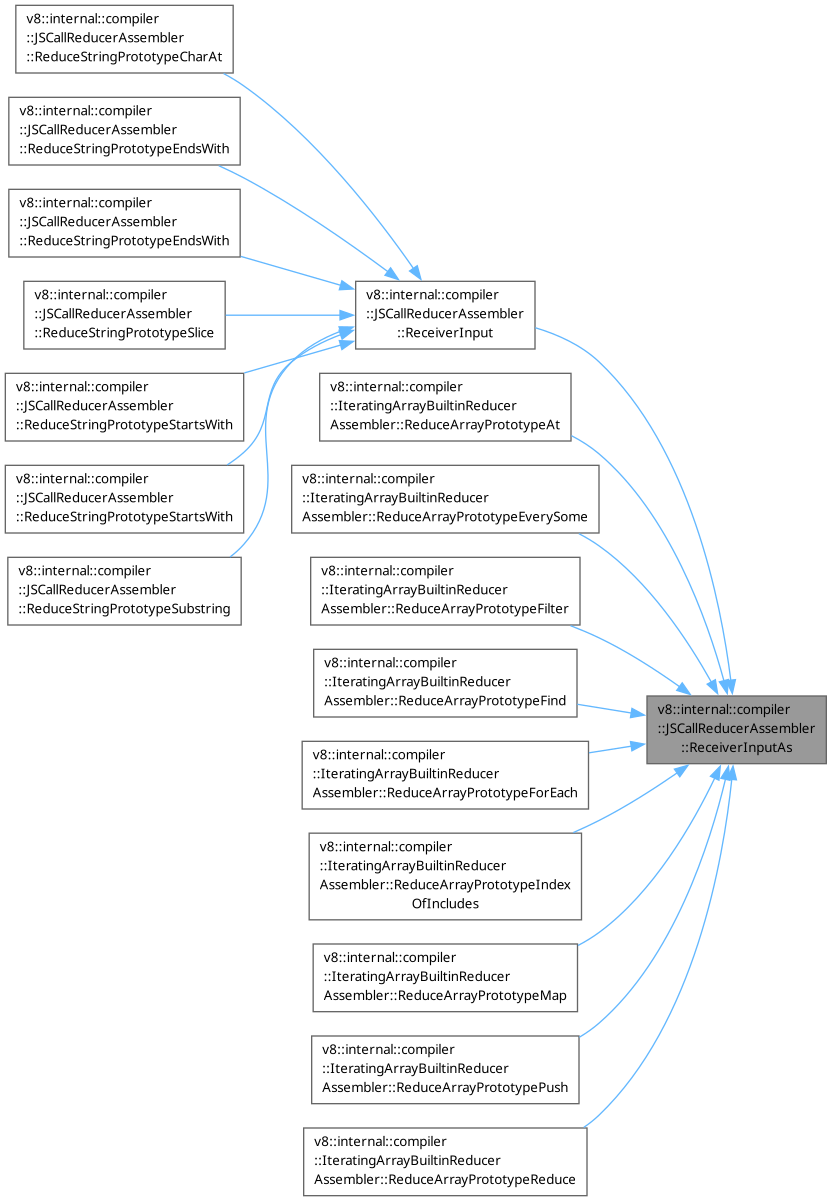 v8::internal::compiler
::JSCallReducerAssembler
::ReduceStringPrototypeCharAt
v8::internal::compiler
::JSCallReducerAssembler
::ReduceStringPrototypeEndsWith
v8::internal::compiler
::JSCallReducerAssembler
::ReduceStringPrototypeEndsWith
v8::internal::compiler
::JSCallReducerAssembler
::ReduceStringPrototypeSlice
v8::internal::compiler
::JSCallReducerAssembler
::ReduceStringPrototypeStartsWith
v8::internal::compiler
::JSCallReducerAssembler
::ReduceStringPrototypeStartsWith
v8::internal::compiler
::JSCallReducerAssembler
::ReduceStringPrototypeSubstring
v8::internal::compiler
::JSCallReducerAssembler
::ReceiverInput
v8::internal::compiler
::IteratingArrayBuiltinReducer
Assembler::ReduceArrayPrototypeAt
v8::internal::compiler
::IteratingArrayBuiltinReducer
Assembler::ReduceArrayPrototypeEverySome
v8::internal::compiler
::IteratingArrayBuiltinReducer
Assembler::ReduceArrayPrototypeFilter
v8::internal::compiler
::IteratingArrayBuiltinReducer
Assembler::ReduceArrayPrototypeFind
v8::internal::compiler
::IteratingArrayBuiltinReducer
Assembler::ReduceArrayPrototypeForEach
v8::internal::compiler
::IteratingArrayBuiltinReducer
Assembler::ReduceArrayPrototypeIndex
OfIncludes
v8::internal::compiler
::IteratingArrayBuiltinReducer
Assembler::ReduceArrayPrototypeMap
v8::internal::compiler
::IteratingArrayBuiltinReducer
Assembler::ReduceArrayPrototypePush
v8::internal::compiler
::IteratingArrayBuiltinReducer
Assembler::ReduceArrayPrototypeReduce
v8::internal::compiler
::JSCallReducerAssembler
::ReceiverInputAs